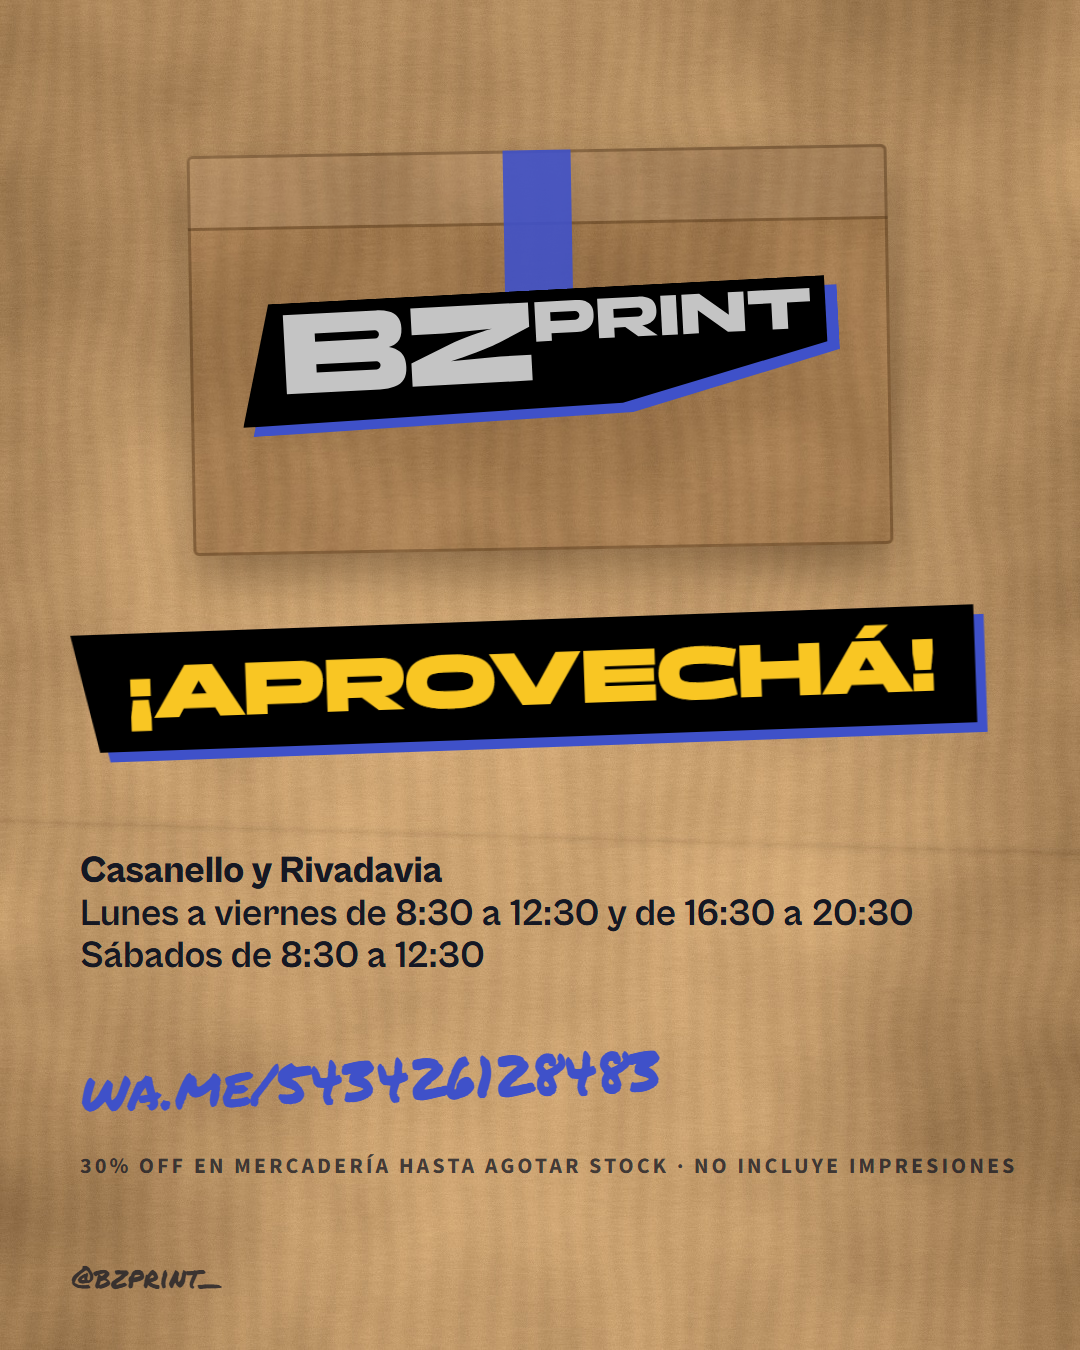 BZPRINT
¡APROVECHÁ!
Casanello y Rivadavia
Lunes a viernes de 8:30 a 12:30 y de 16:30 a 20:30
Sábados de 8:30 a 12:30
WA.ME/543426128483
30% OFF EN MERCADERÍA HASTA AGOTAR STOCK · NO INCLUYE IMPRESIONES
@BZPRINT_